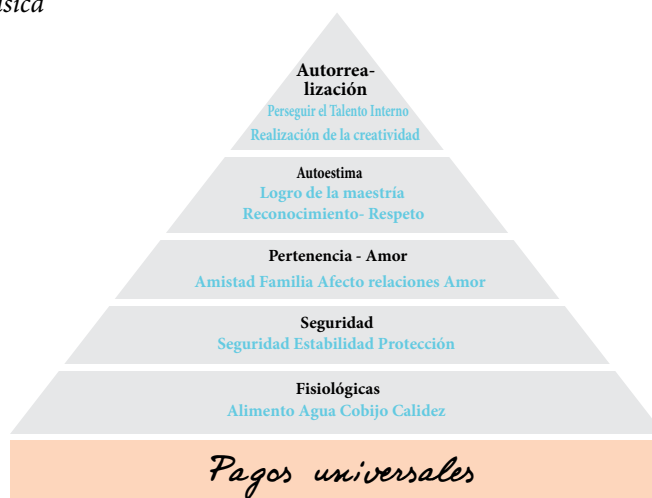 Autorrea-
lización
Perseguir el Talento Interno
Realización de la creatividad
Autoestima
Logro de la maestría
Reconocimiento- Respeto
Pertenencia - Amor
Amistad Familia Afecto relaciones Amor
Seguridad
Seguridad Estabilidad Protección
Fisiológicas
Alimento Agua Cobijo Calidez
Pagos universales